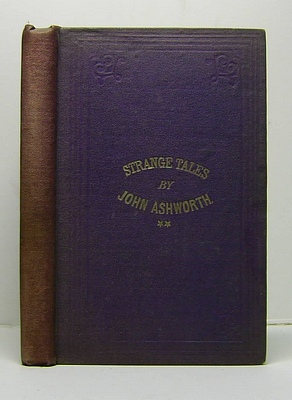 STRANGE TALES
BY
JOHN ASHWORTH.